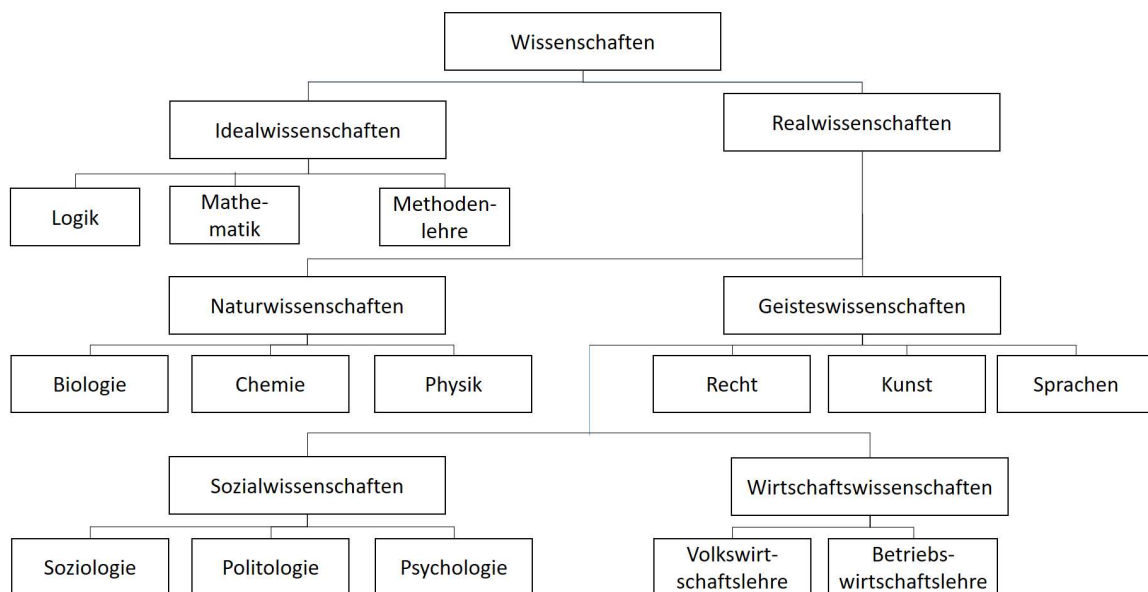 Wissenschaften
Idealwissenschaften
Realwissenschaften
Logik
Mathe-
matik
Methoden-
lehre
Naturwissenschaften
Geisteswissenschaften
Biologie
Chemie
Physik
Recht
Kunst
Sprachen
Sozialwissenschaften
Wirtschaftswissenschaften
Soziologie
Politologie
Psychologie
Volkswirt-
schaftslehre
Betriebs-
wirtschaftslehre